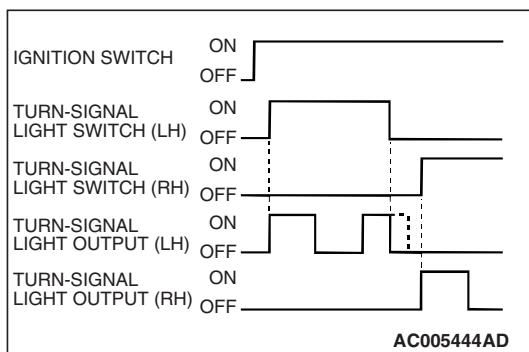 IGNITION SWITCH
ON
OFF
TURN-SIGNAL
LIGHT SWITCH (LH)
ON
OFF
TURN-SIGNAL
LIGHT SWITCH (RH)
ON
OFF
TURN-SIGNAL
LIGHT OUTPUT (LH)
ON
OFF
TURN-SIGNAL
LIGHT OUTPUT (RH)
ON
OFF
AC005444AD